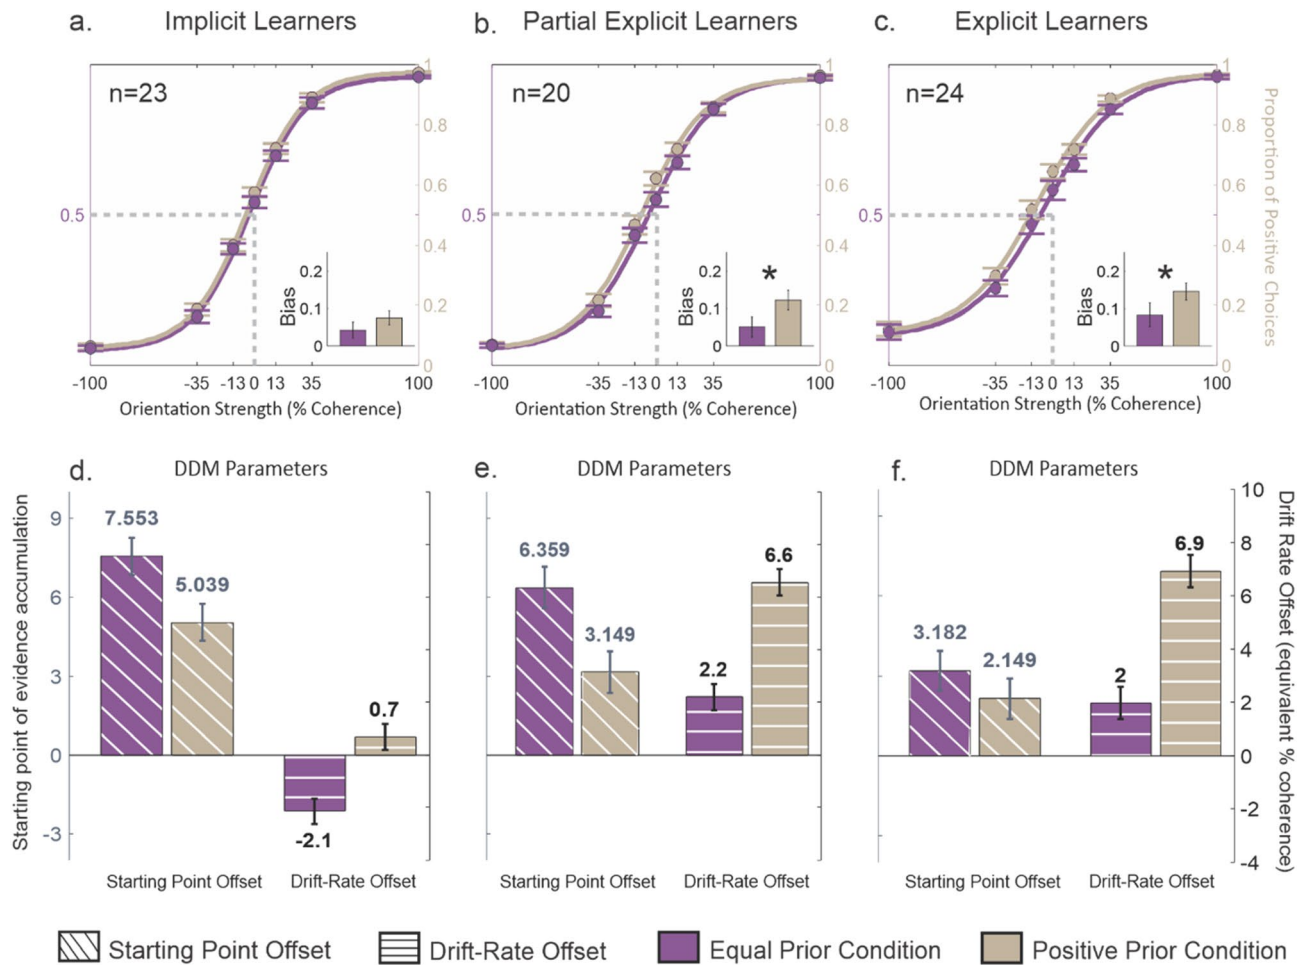 a. Implicit Learners
b. Partial Explicit Learners
c. Explicit Learners
n=23
0.5
Bias
0.2
0.1
0
1
0.8
0.6
0.4
0.2
0
-100 -35 -13 0 13 35 100
Orientation Strength (% Coherence)
n=20
0.5
Bias
0.2
0.1
0
*
1
0.8
0.6
0.4
0.2
0
-100 -35 -13 0 13 35 100
Orientation Strength (% Coherence)
n=24
0.5
Bias
0.2
0.1
0
*
1
0.8
0.6
0.4
0.2
0
Proportion of Positive Choices
-100 -35 -13 0 13 35 100
Orientation Strength (% Coherence)
d. DDM Parameters
Starting point of evidence accumulation
9
6
3
0
-3
7.553
5.039
0.7
-2.1
Starting Point Offset Drift-Rate Offset
e. DDM Parameters
6.359
3.149
2.2
6.6
Starting Point Offset Drift-Rate Offset
f. DDM Parameters
3.182
2.149
2
6.9
10
8
6
4
2
0
-2
-4
Drift Rate Offset (equivalent % coherence)
Starting Point Offset Drift-Rate Offset
Starting Point Offset Drift-Rate Offset Equal Prior Condition Positive Prior Condition